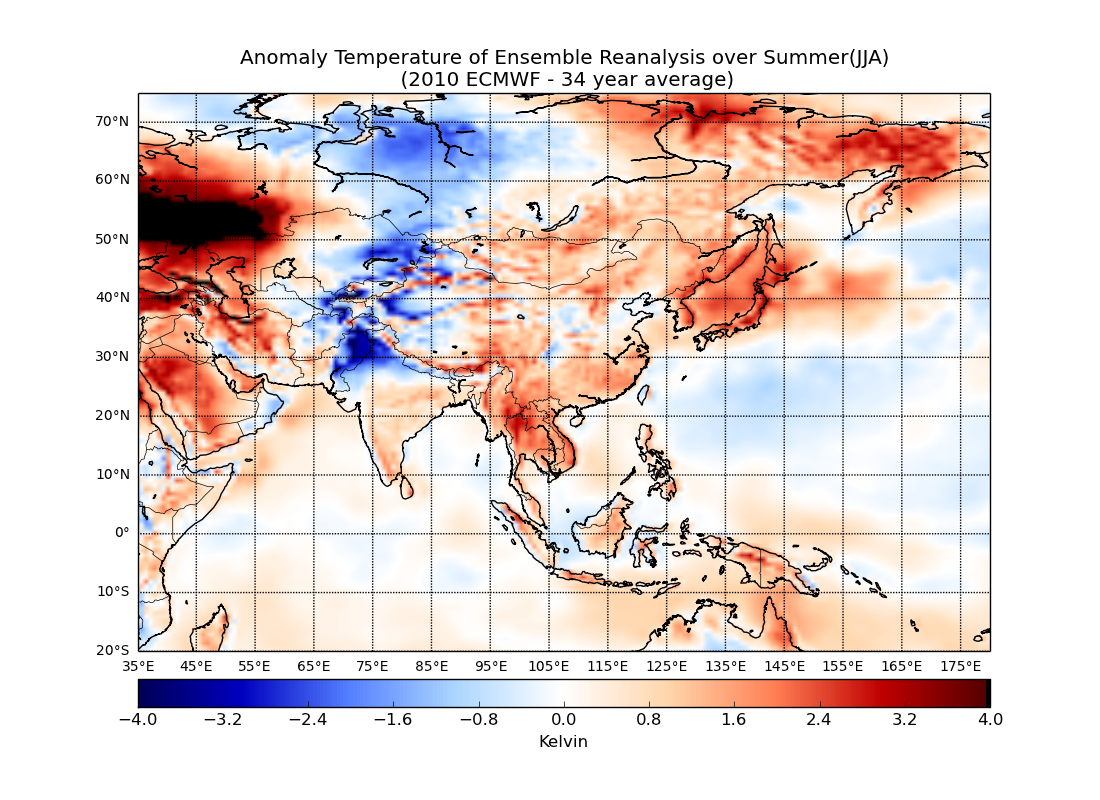 Anomaly Temperature of Ensemble Reanalysis over Summer(JJA)
(2010 ECMWF - 34 year average)
70°N
60°N
50°N
40°N
30°N
20°N
10°N
0°
10°S
20°S
35°E 45°E 55°E 65°E 75°E 85°E 95°E 105°E 115°E 125°E 135°E 145°E 155°E 165°E 175°E
−4.0 −3.2 −2.4 −1.6 −0.8 0.0 0.8 1.6 2.4 3.2 4.0
Kelvin